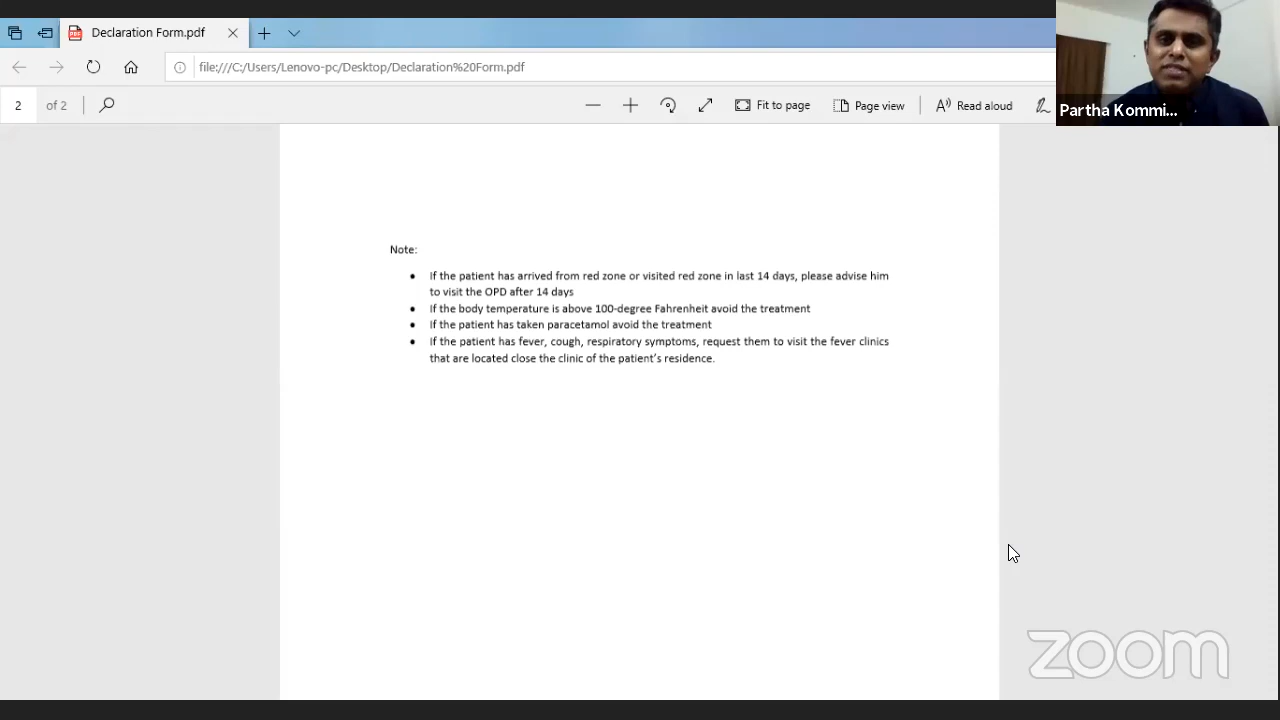 Declaration Form.pdf
file:///C:/Users/Lenovo-pc/Desktop/Declaration%20Form.pdf
2 of 2
Fit to page
Page view
Read aloud
Partha Kommi...
Note:
• If the patient has arrived from red zone or visited red zone in last 14 days, please advise him
to visit the OPD after 14 days
• If the body temperature is above 100-degree Fahrenheit avoid the treatment
• If the patient has taken paracetamol avoid the treatment
• If the patient has fever, cough, respiratory symptoms, request them to visit the fever clinics
that are located close the clinic of the patient's residence.
zoom